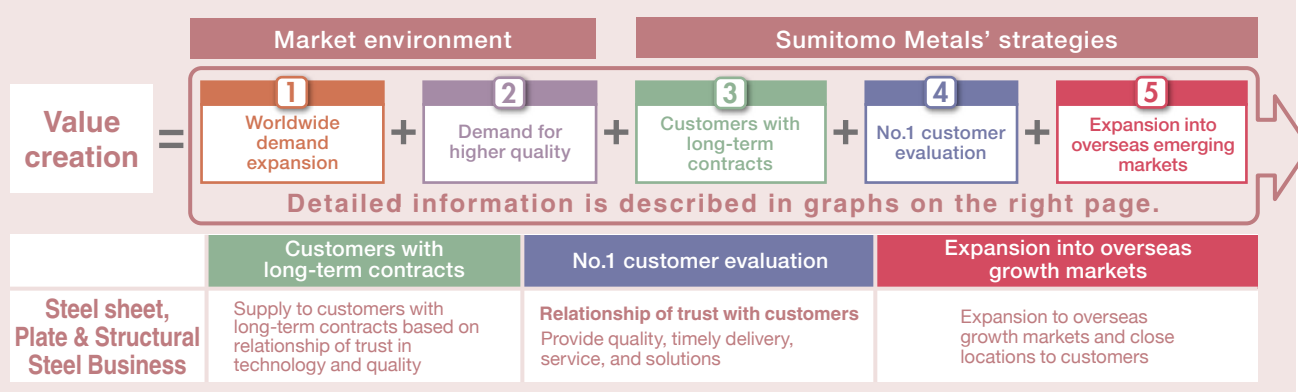 Market environment
Sumitomo Metals' strategies
Value
creation
=
1
Worldwide
demand
expansion
+
2
Demand for
higher quality
+
3
Customers with
long-term
contracts
+
4
No.1 customer
evaluation
+
5
Expansion into
overseas emerging
markets
Detailed information is described in graphs on the right page.
Customers with
long-term contracts
No.1 customer evaluation
Expansion into overseas
growth markets
Steel sheet,
Plate & Structural
Steel Business
Supply to customers with
long-term contracts based on
relationship of trust in
technology and quality
Relationship of trust with customers
Provide quality, timely delivery,
service, and solutions
Expansion to overseas
growth markets and close
locations to customers